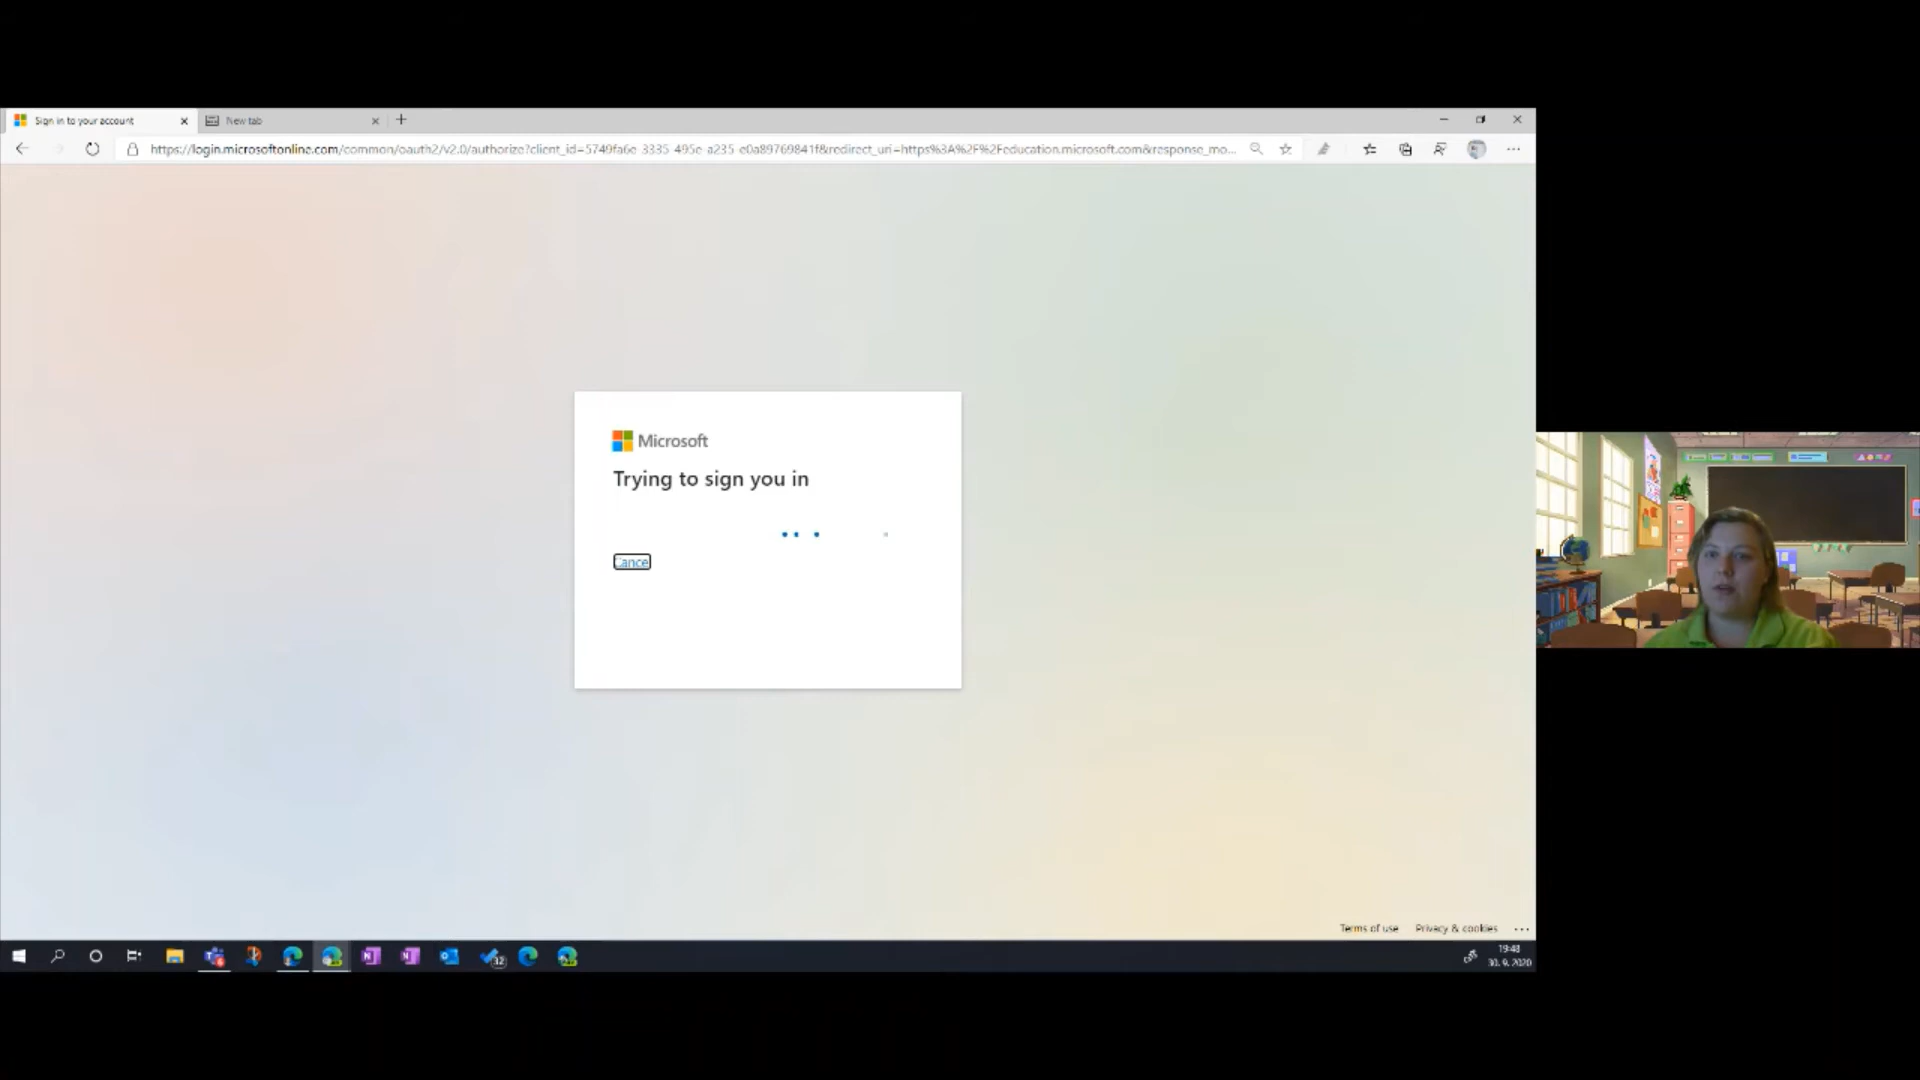 Sign in to your account
New tab
https://login.microsoftonline.com/common/oauth2/v2.0/authorize?client_id=5749fa6e-3335-495e-a235-e0a89769841f&redirect_uri=https%3A%2F%2Feducation.microsoft.com&response_mo...
Microsoft
Trying to sign you in
Cancel
Terms of use Privacy & cookies ...
32
19:48
30. 9. 2020